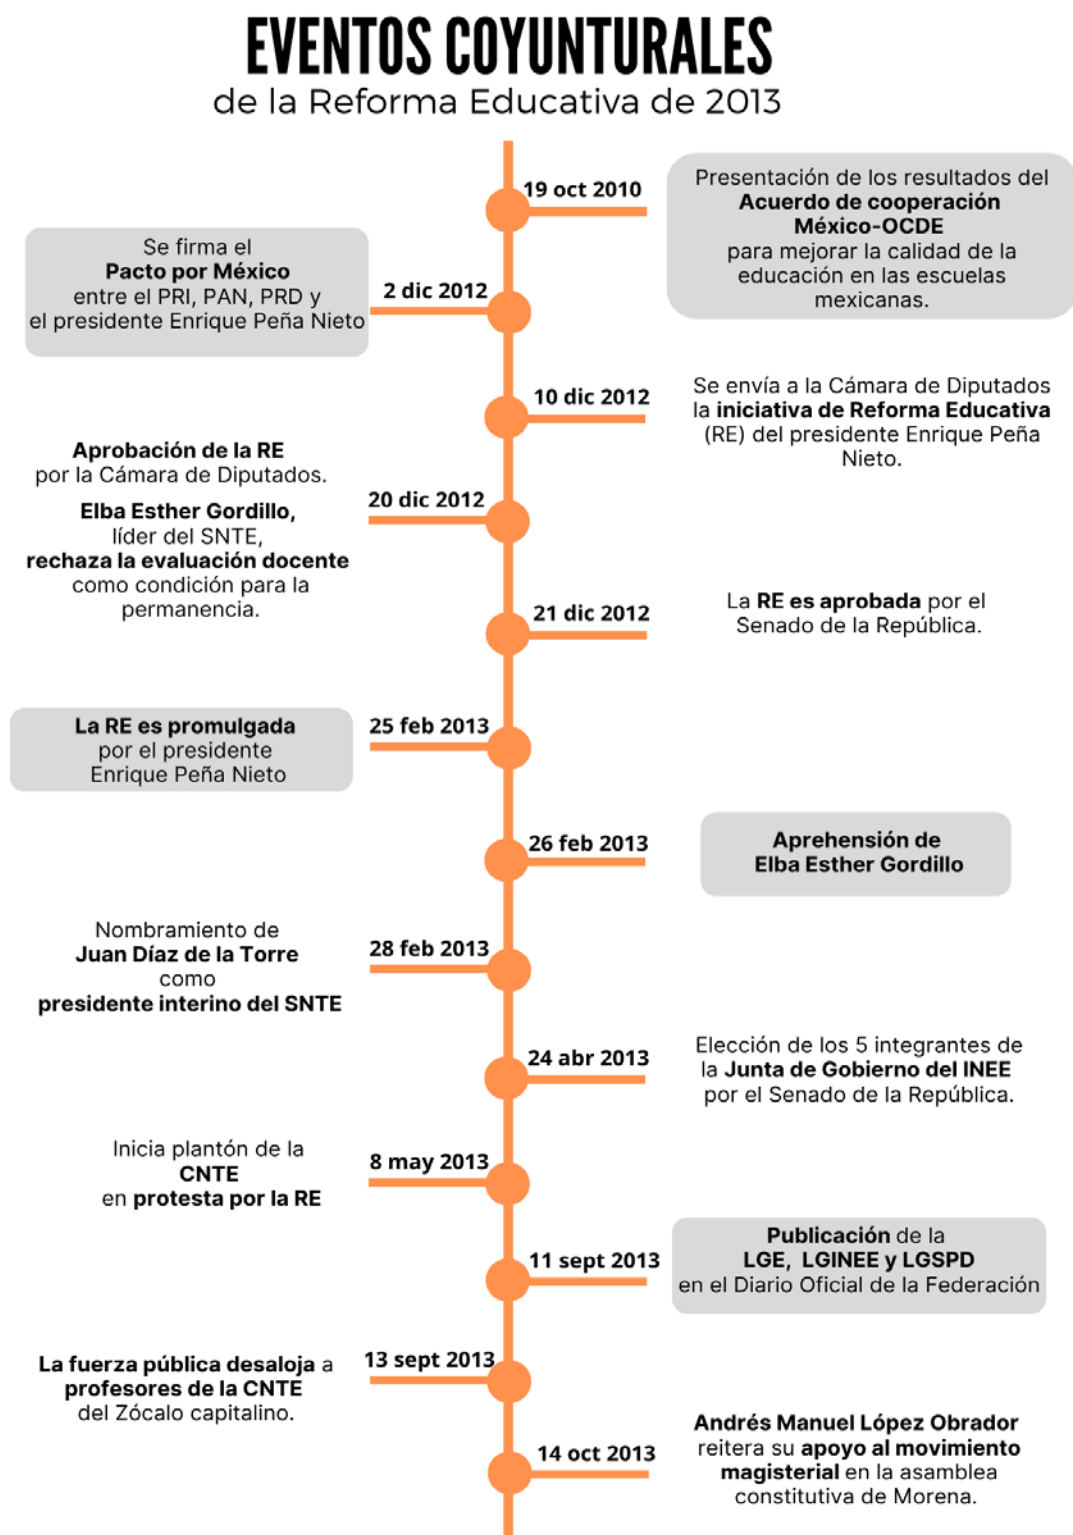 EVENTOS COYUNTURALES
de la Reforma Educativa de 2013
19 oct 2010
Presentación de los resultados del
Acuerdo de cooperación
México-OCDE
para mejorar la calidad de la
educación en las escuelas
mexicanas.
Se firma el
Pacto por México
entre el PRI, PAN, PRD y
el presidente Enrique Peña Nieto
2 dic 2012
10 dic 2012
Se envía a la Cámara de Diputados
la iniciativa de Reforma Educativa
(RE) del presidente Enrique Peña
Nieto.
Aprobación de la RE
por la Cámara de Diputados.
Elba Esther Gordillo,
líder del SNTE,
rechaza la evaluación docente
como condición para la
permanencia.
20 dic 2012
21 dic 2012
La RE es aprobada por el
Senado de la República.
La RE es promulgada
por el presidente
Enrique Peña Nieto
25 feb 2013
26 feb 2013
Aprehensión de
Elba Esther Gordillo
Nombramiento de
Juan Díaz de la Torre
como
presidente interino del SNTE
28 feb 2013
24 abr 2013
Elección de los 5 integrantes de
la Junta de Gobierno del INEE
por el Senado de la República.
Inicia plantón de la
CNTE
en protesta por la RE
8 may 2013
11 sept 2013
Publicación de la
LGE, LGINEE y LGSPD
en el Diario Oficial de la Federación
La fuerza pública desaloja a
profesores de la CNTE
del Zócalo capitalino.
13 sept 2013
14 oct 2013
Andrés Manuel López Obrador
reitera su apoyo al movimiento
magisterial en la asamblea
constitutiva de Morena.